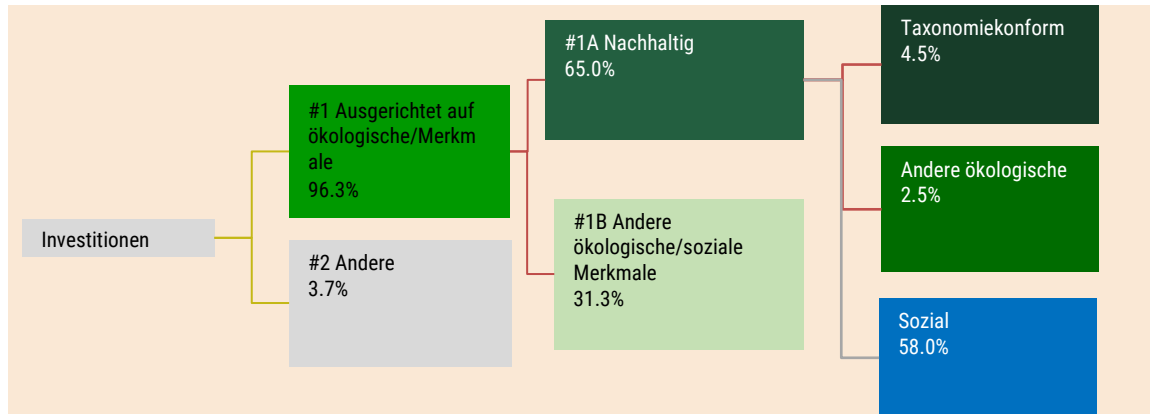 Investitionen
#1 Ausgerichtet auf
ökologische/Merkm
ale
96.3%
#2 Andere
3.7%
#1A Nachhaltig
65.0%
#1B Andere
ökologische/soziale
Merkmale
31.3%
Taxonomiekonform
4.5%
Andere ökologische
2.5%
Sozial
58.0%